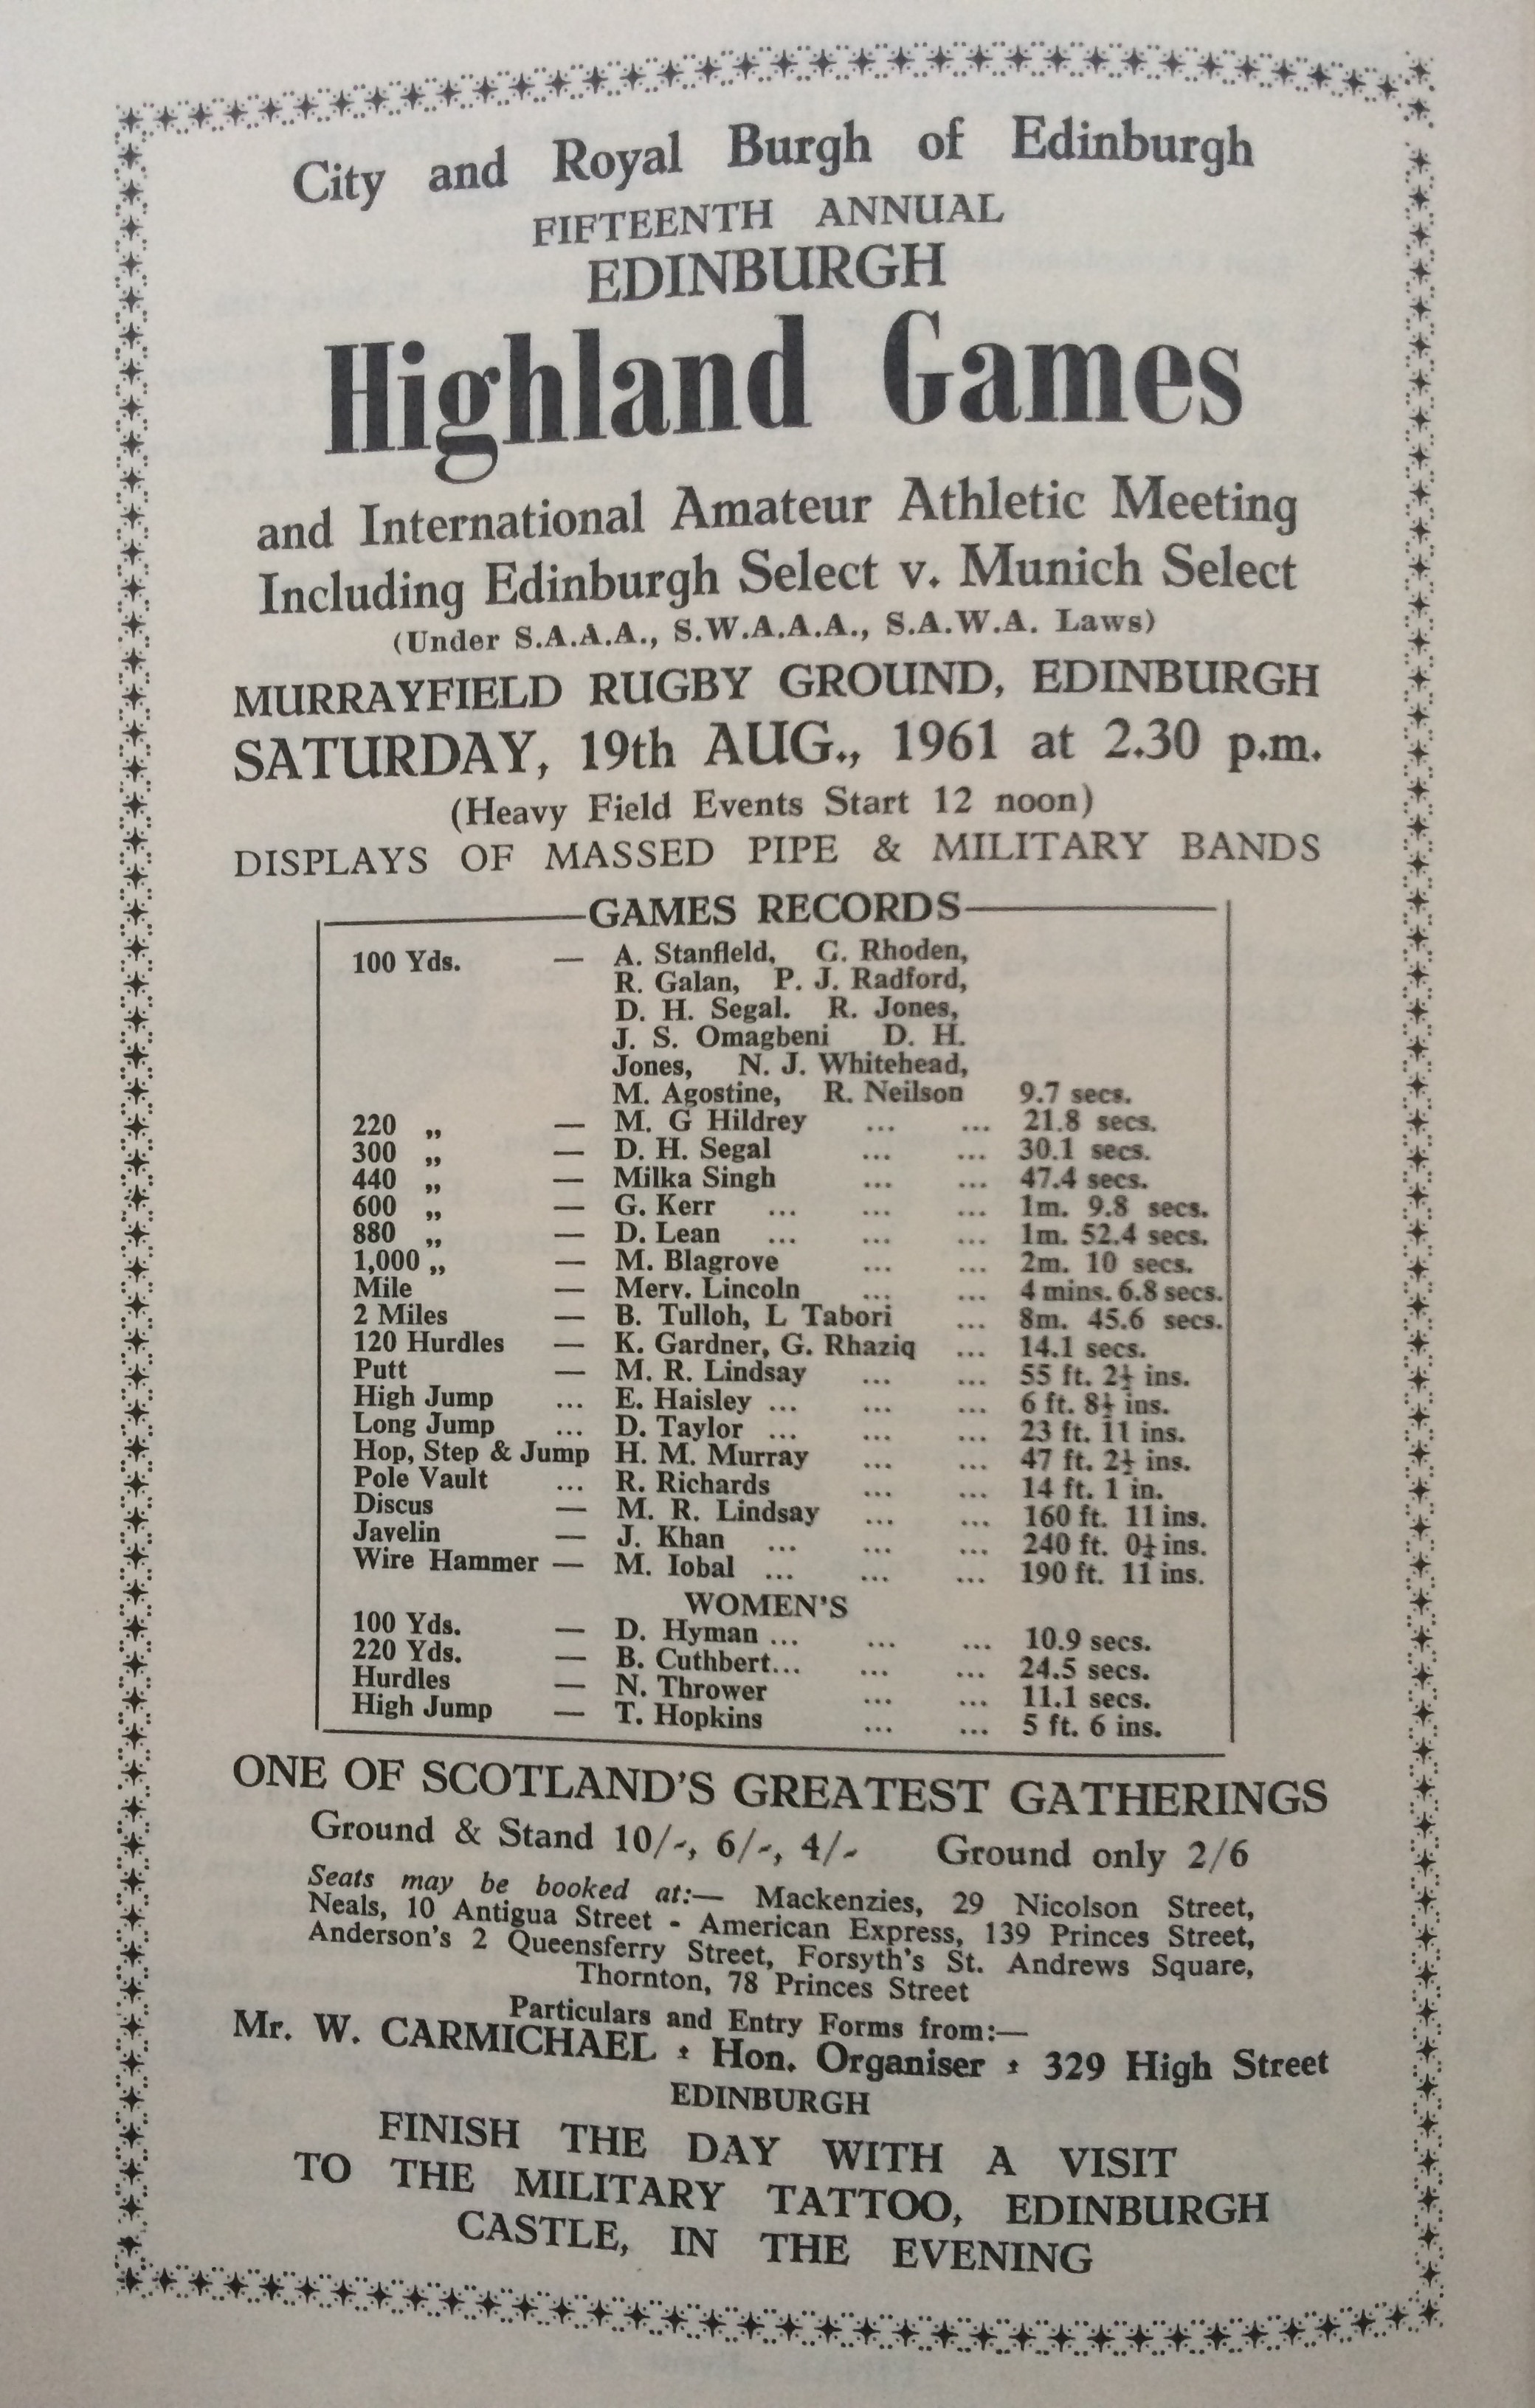 City and Royal Burgh of Edinburgh
FIFTEENTH ANNUAL
EDINBURGH
Highland Games
and International Amateur Athletic Meeting
Including Edinburgh Select v. Munich Select
(Under S.A.A.A., S.W.A.A.A., S.A.W.A. Laws)
MURRAYFIELD RUGBY GROUND, EDINBURGH
SATURDAY, 19th AUG., 1961 at 2.30 p.m.
(Heavy Field Events Start 12 noon)
DISPLAYS OF MASSED PIPE & MILITARY BANDS
GAMES RECORDS
100 Yds. — A. Stanfield, G. Rhoden,
R. Galan, P. J. Radford,
D. H. Segal. R. Jones,
J. S. Omagbeni D. H.
Jones, N. J. Whitehead,
M. Agostine, R. Neilson 9.7 secs.
220 „ — M. G Hildrey ... ... 21.8 secs.
300 „ — D. H. Segal ... ... 30.1 secs.
440 „ — Milka Singh ... ... 47.4 secs.
600 „ — G. Kerr ... ... ... 1m. 9.8 secs.
880 „ — D. Lean ... ... ... 1m. 52.4 secs.
1,000 „ — M. Blagrove ... ... 2m. 10 secs.
Mile — Merv. Lincoln ... ... 4 mins. 6.8 secs.
2 Miles — B. Tulloh, L Tabori ... 8m. 45.6 secs.
120 Hurdles — K. Gardner, G. Rhaziq ... 14.1 secs.
Putt — M. R. Lindsay ... ... 55 ft. 2½ ins.
High Jump ... E. Haisley ... ... ... 6 ft. 8½ ins.
Long Jump ... D. Taylor ... ... ... 23 ft. 11 ins.
Hop, Step & Jump H. M. Murray ... ... 47 ft. 2½ ins.
Pole Vault ... R. Richards ... ... 14 ft. 1 in.
Discus — M. R. Lindsay ... ... 160 ft. 11 ins.
Javelin — J. Khan ... ... ... 240 ft. 0½ ins.
Wire Hammer — M. Iobal ... ... ... 190 ft. 11 ins.
WOMEN'S
100 Yds. — D. Hyman ... ... ... 10.9 secs.
220 Yds. — B. Cuthbert... ... ... 24.5 secs.
Hurdles — N. Thrower ... ... 11.1 secs.
High Jump — T. Hopkins ... ... 5 ft. 6 ins.
ONE OF SCOTLAND'S GREATEST GATHERINGS
Ground & Stand 10/-, 6/-, 4/- Ground only 2/6
Seats may be booked at:— Mackenzies, 29 Nicolson Street,
Neals, 10 Antigua Street - American Express, 139 Princes Street,
Anderson's 2 Queensferry Street, Forsyth's St. Andrews Square,
Thornton, 78 Princes Street
Particulars and Entry Forms from:—
Mr. W. CARMICHAEL : Hon. Organiser : 329 High Street
EDINBURGH
FINISH THE DAY WITH A VISIT
TO THE MILITARY TATTOO, EDINBURGH
CASTLE, IN THE EVENING